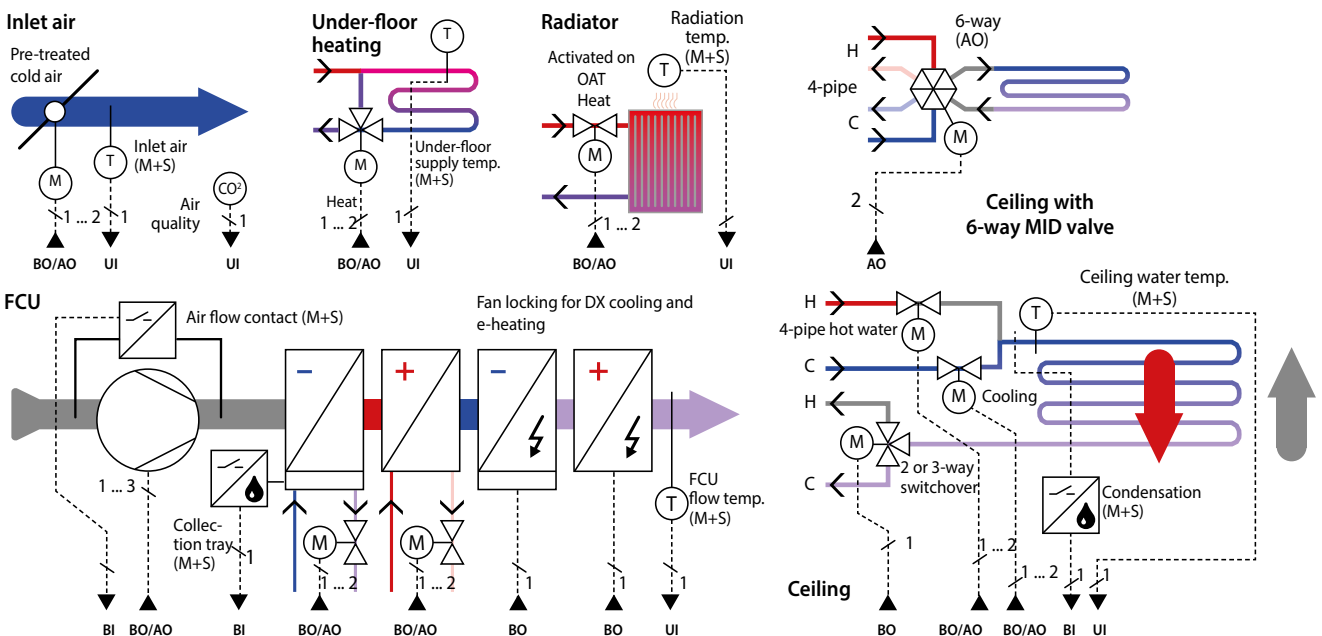 Inlet air
Pre-treated
cold air
Inlet air
(M+S)
T
M
CO²
Air
quality
1 ... 2
1
1
BO/AO
UI
UI
Under-floor
heating
T
M
Under-floor
supply temp.
(M+S)
Heat
1 ... 2
1
BO/AO
UI
Radiator
Radiation
temp.
(M+S)
Activated on
OAT
Heat
T
M
1 ... 2
BO/AO
UI
6-way
(AO)
H
4-pipe
C
M
2
AO
Ceiling with
6-way MID valve
FCU
Air flow contact (M+S)
Fan locking for DX cooling and
e-heating
–
+
–
+
1 ... 3
Collec-
tion tray
(M+S)
1
M
1 ... 2
M
1 ... 2
1
1
FCU
flow temp.
(M+S)
T
1
BI
BO/AO
BI
BO/AO
BO/AO
BO
BO
UI
Ceiling water temp.
(M+S)
H
4-pipe hot water
M
T
C
Cooling
M
H
M
2 or 3-way
switchover
C
Condensation
(M+S)
1
1 ... 2
1 ... 2
1
1
Ceiling
BO
BO/AO
BO/AO
BI
UI